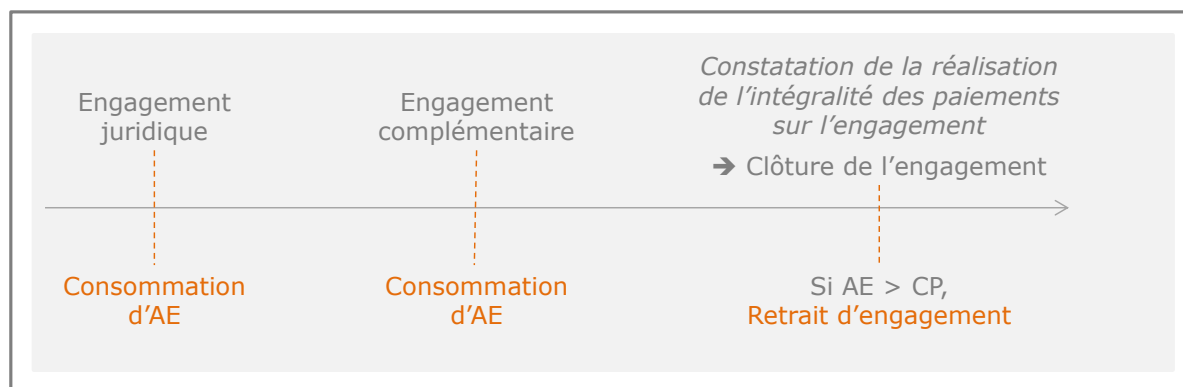 Engagement
juridique
Engagement
complémentaire
Constatation de la réalisation
de l’intégralité des paiements
sur l’engagement
➔ Clôture de l’engagement
Consommation
d’AE
Consommation
d’AE
Si AE > CP,
Retrait d’engagement